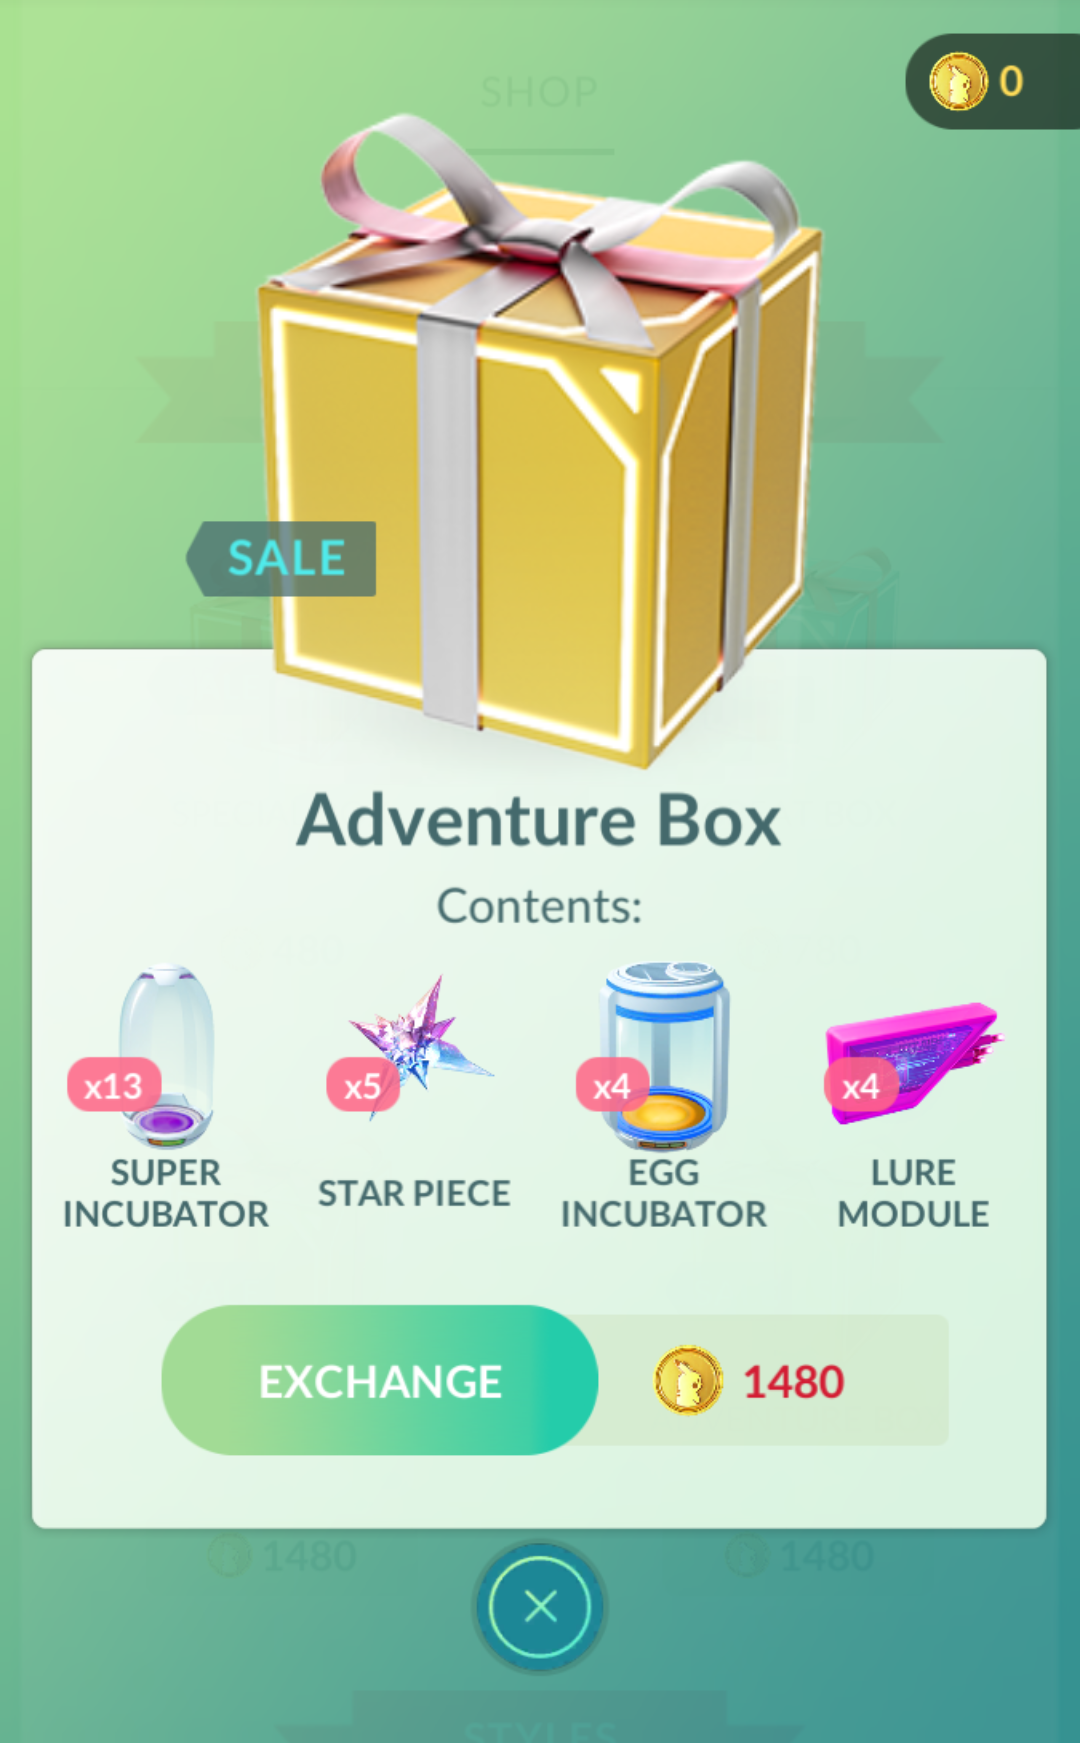 SHOP
0
SALE
Adventure Box
Contents:
x13
x5
x4
x4
SUPER
INCUBATOR
STAR PIECE
EGG
INCUBATOR
LURE
MODULE
EXCHANGE
1480
1480
1480
STYLES